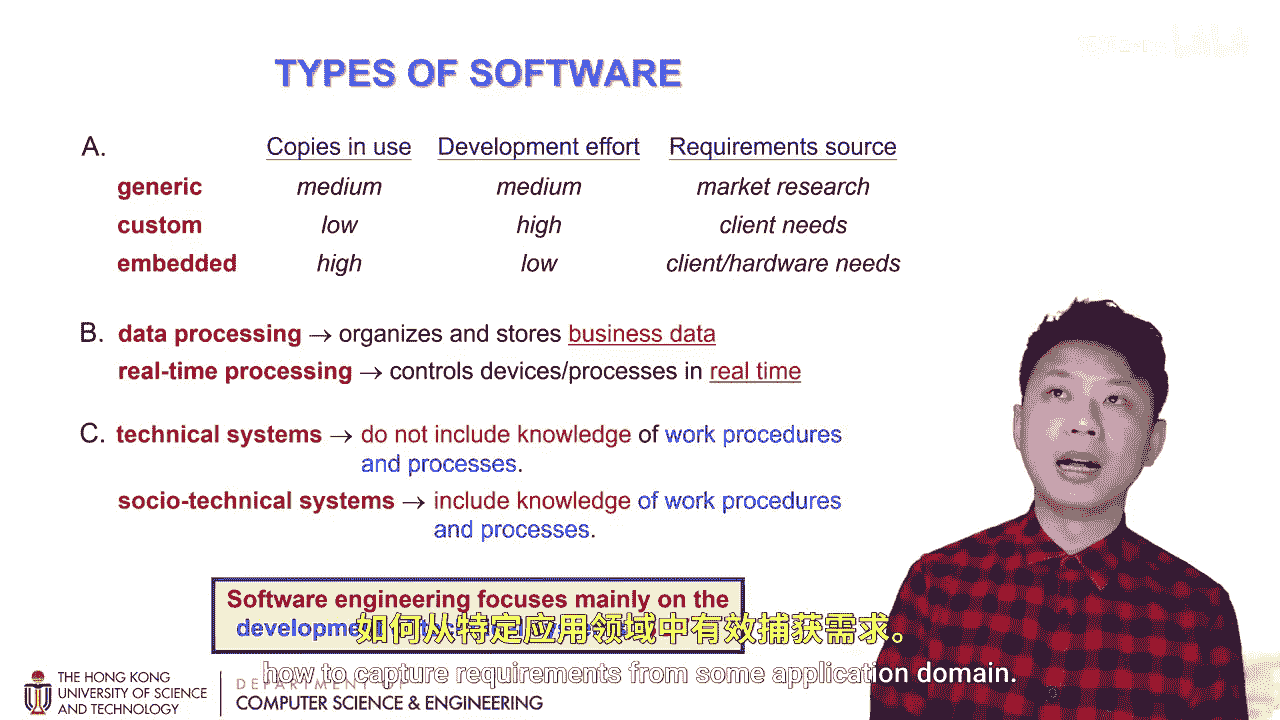 TYPES OF SOFTWARE
A. Copies in use Development effort Requirements source
generic medium medium market research
custom low high client needs
embedded high low client/hardware needs
B. data processing → organizes and stores business data
real-time processing → controls devices/processes in real time
C. technical systems → do not include knowledge of work procedures
and processes.
socio-technical systems → include knowledge of work procedures
and processes.
Software engineering focuses mainly on the
如何从特定应用领域中有效捕获需求。
how to capture requirements from some application domain.
THE HONG KONG
UNIVERSITY OF SCIENCE
AND TECHNOLOGY
COMPUTER SCIENCE & ENGINEERING